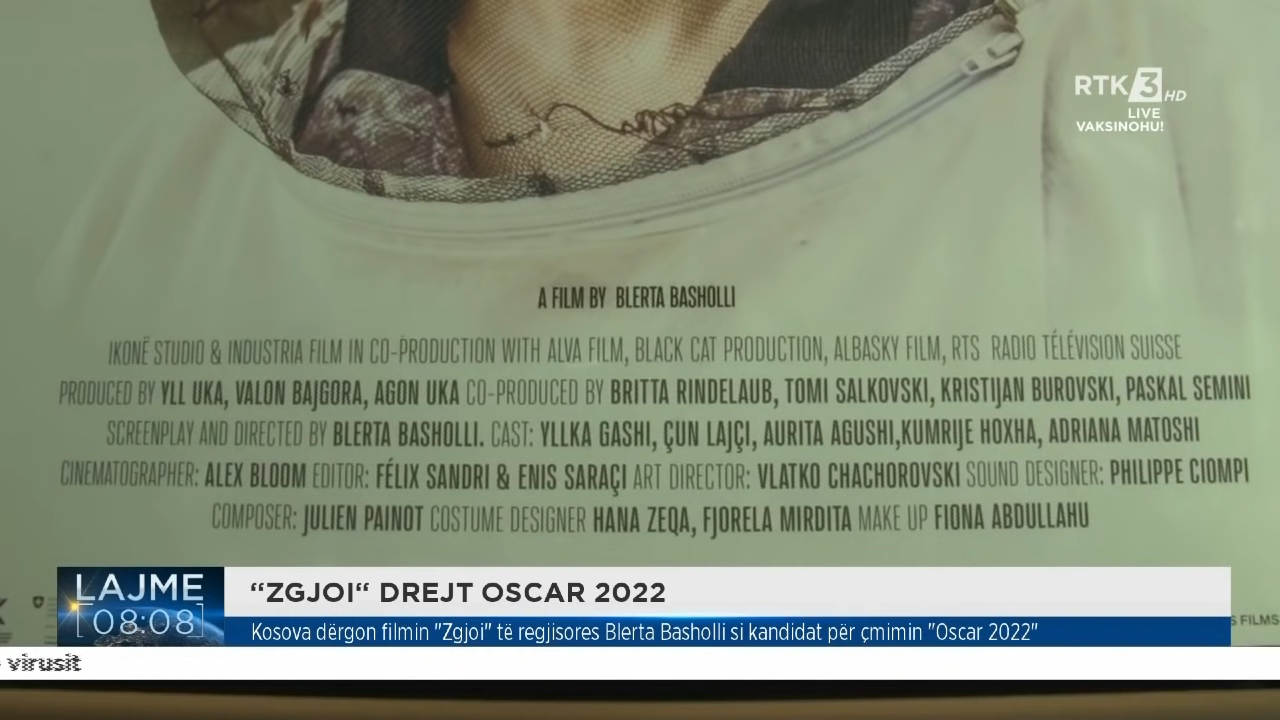 RTK 3 HD
LIVE
VAKSINOHU!
A FILM BY BLERTA BASHOLLI
IKONË STUDIO & INDUSTRIA FILM IN CO-PRODUCTION WITH ALVA FILM, BLACK CAT PRODUCTION, ALBASKY FILM, RTS RADIO TÉLÉVISION SUISSE
PRODUCED BY YLL UKA, VALON BAJGORA, AGON UKA CO-PRODUCED BY BRITTA RINDELAUB, TOMI SALKOVSKI, KRISTIJAN BUROVSKI, PASKAL SEMINI
SCREENPLAY AND DIRECTED BY BLERTA BASHOLLI. CAST: YLLKA GASHI, ÇUN LAJÇI, AURITA AGUSHI,KUMRIJE HOXHA, ADRIANA MATOSHI
CINEMATOGRAPHER: ALEX BLOOM EDITOR: FÉLIX SANDRI & ENIS SARAÇI ART DIRECTOR: VLATKO CHACHOROVSKI SOUND DESIGNER: PHILIPPE CIOMPI
COMPOSER: JULIEN PAINOT COSTUME DESIGNER HANA ZEQA, FJORELA MIRDITA MAKE UP FIONA ABDULLAHU
LAJME
08:08
“ZGJOI“ DREJT OSCAR 2022
Kosova dërgon filmin "Zgjoi" të regjisores Blerta Basholli si kandidat për çmimin "Oscar 2022"
S FILMS
virusit